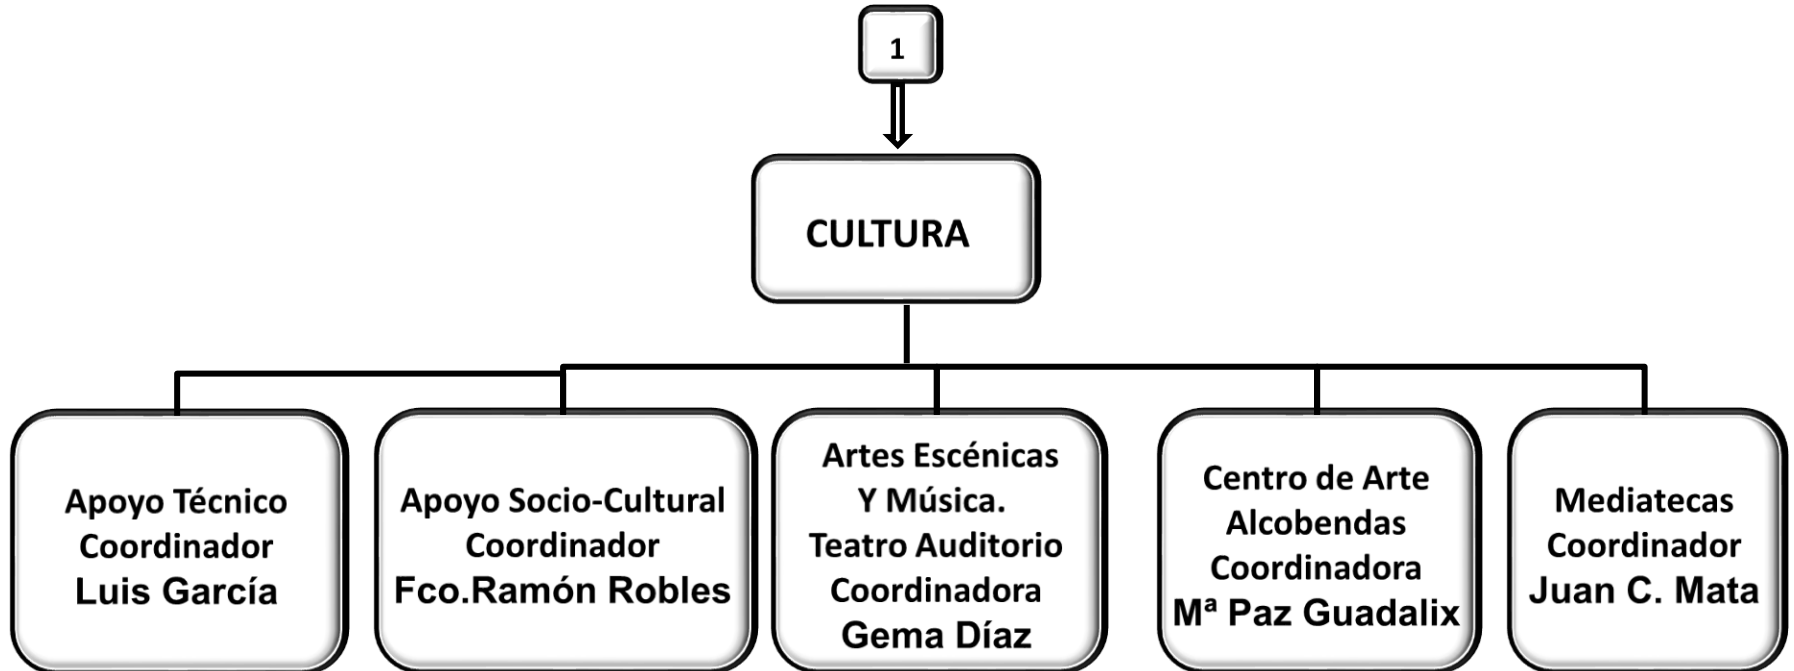 1
CULTURA
Apoyo Técnico
Coordinador
Luis García
Apoyo Socio-Cultural
Coordinador
Fco.Ramón Robles
Artes Escénicas
Y Música.
Teatro Auditorio
Coordinadora
Gema Díaz
Centro de Arte
Alcobendas
Coordinadora
Mª Paz Guadalix
Mediatecas
Coordinador
Juan C. Mata